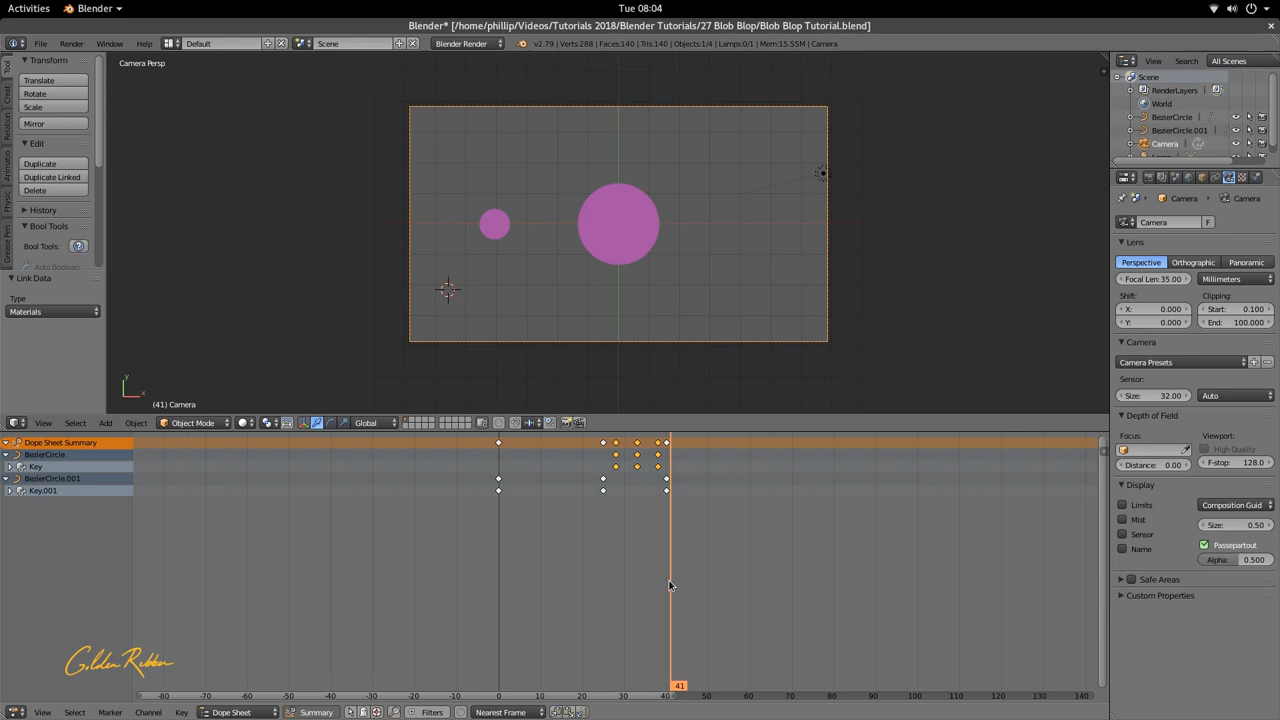 Activities Blender Tue 08:04
Blender* [/home/phillip/Videos/Tutorials 2018/Blender Tutorials/27 Blob Blop/Blob Blop Tutorial.blend]
File Render Window Help Default Scene Blender Render v2.79 | Verts:288 | Faces:140 | Tris:140 | Objects:1/4 | Lamps:0/1 | Mem:15.55M | Camera
View Search All Scenes
Tool
Creat
Relation
Animatio
Physic
Grease Pen
Transform
Translate
Rotate
Scale
Mirror
Edit
Duplicate
Duplicate Linked
Delete
History
Bool Tools
Bool Tools:
Auto Boolean:
Link Data
Type
Materials
Camera Persp
y
x
(41) Camera
View Select Add Object Object Mode Global
Scene
RenderLayers
World
BezierCircle
BezierCircle.001
Camera
Camera Camera
Camera F
Lens
Perspective Orthographic Panoramic
Focal Len: 35.00 Millimeters
Shift: Clipping:
X: 0.000 Start: 0.100
Y: 0.000 End: 100.000
Camera
Camera Presets
Sensor:
Size: 32.00 Auto
Depth of Field
Focus: Viewport:
High Quality
Distance: 0.00 F-stop: 128.0
Display
Limits Composition Guid
Mist Size: 0.50
Sensor Passepartout
Name Alpha: 0.500
Safe Areas
Custom Properties
Dope Sheet Summary
BezierCircle
Key
BezierCircle.001
Key.001
Golden Ribbon
41
-80 -70 -60 -50 -40 -30 -20 -10 0 10 20 30 40 50 60 70 80 90 100 110 120 130 140
View Select Marker Channel Key Dope Sheet Summary Filters Nearest Frame